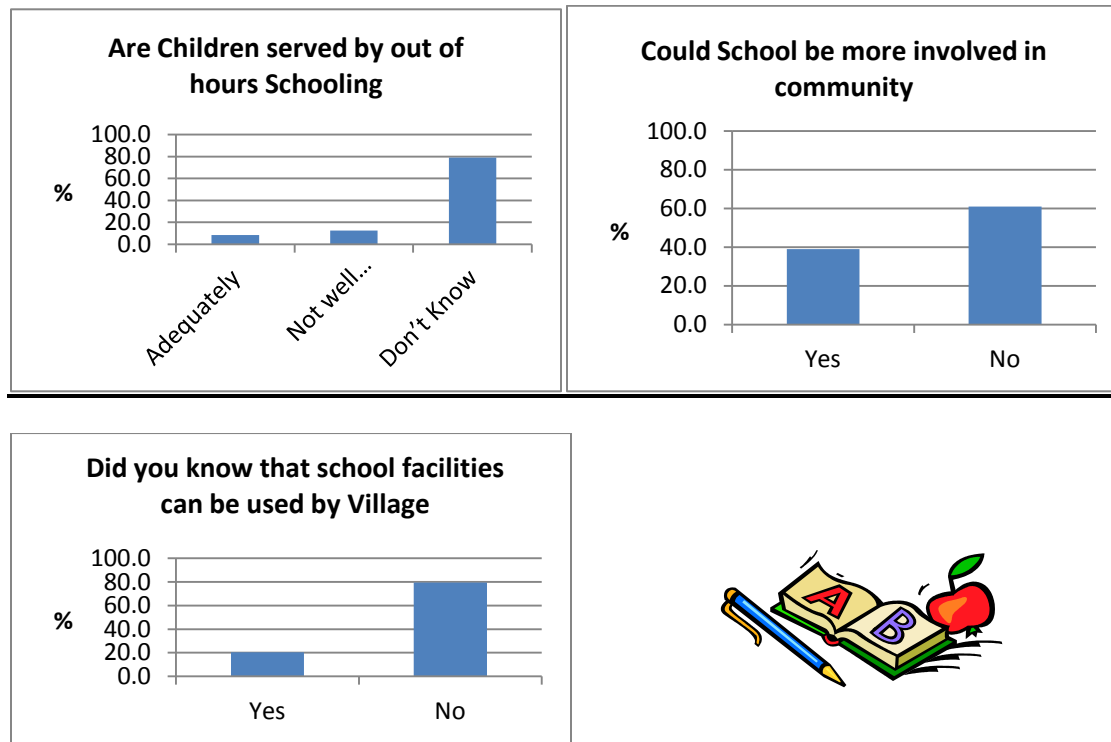 Are Children served by out of
hours Schooling
100.0
80.0
60.0
40.0
20.0
0.0
%
Adequately
Not well...
Don't Know
Could School be more involved in
community
100.0
80.0
60.0
40.0
20.0
0.0
%
Yes
No
Did you know that school facilities
can be used by Village
100.0
80.0
60.0
40.0
20.0
0.0
%
Yes
No
A
B